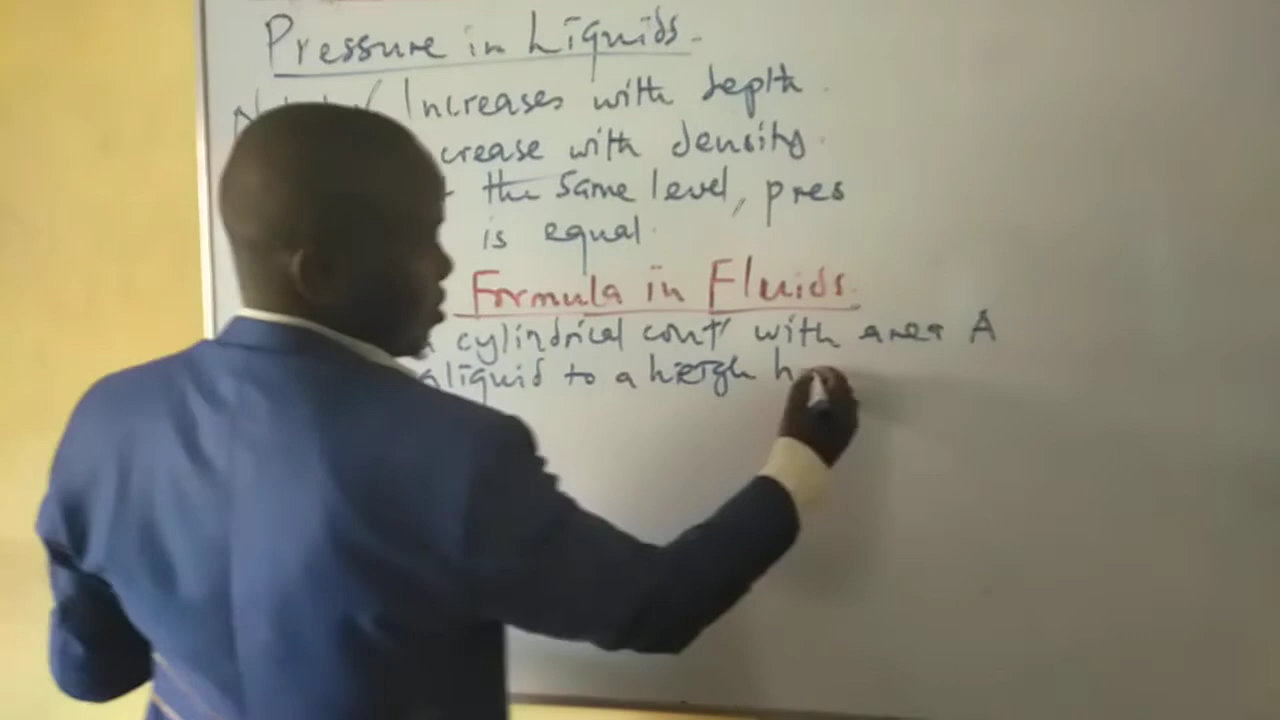 Pressure in Liquids.
Increases with depth.
crease with density.
the same level, pres
is equal.
Formula in Fluids.
cylindrical cont' with area A
liquid to a heigh h